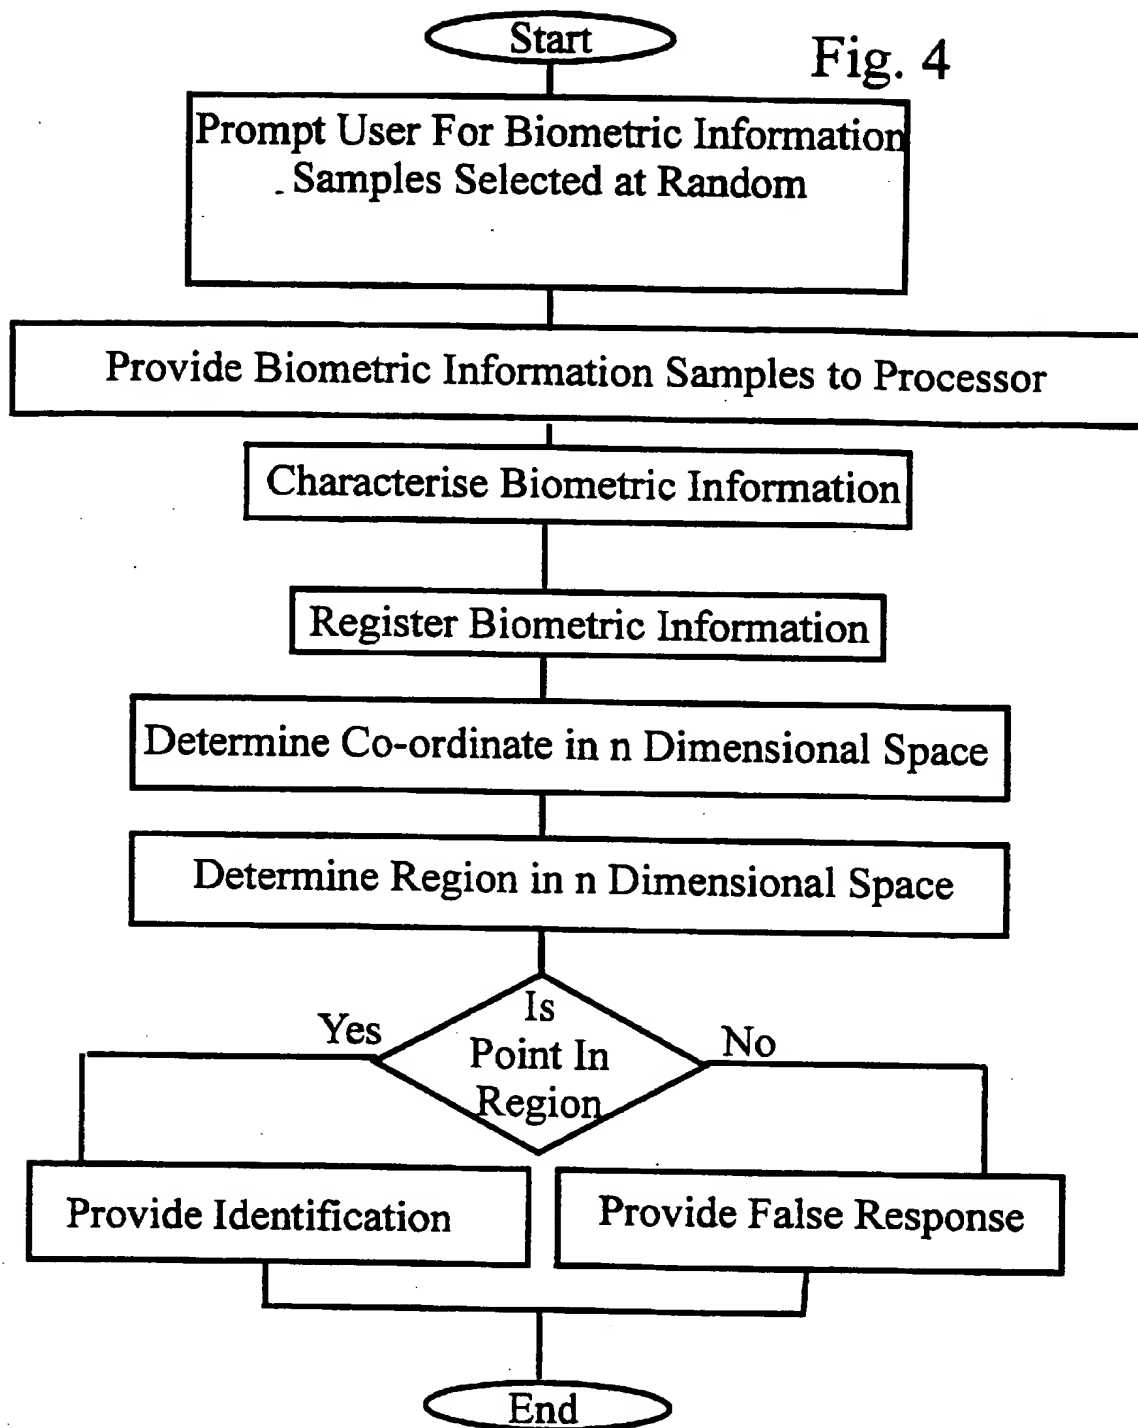 Start
Fig. 4
Prompt User For Biometric Information
Samples Selected at Random
Provide Biometric Information Samples to Processor
Characterise Biometric Information
Register Biometric Information
Determine Co-ordinate in n Dimensional Space
Determine Region in n Dimensional Space
Is
Yes
No
Point In
Region
Provide Identification
Provide False Response
End